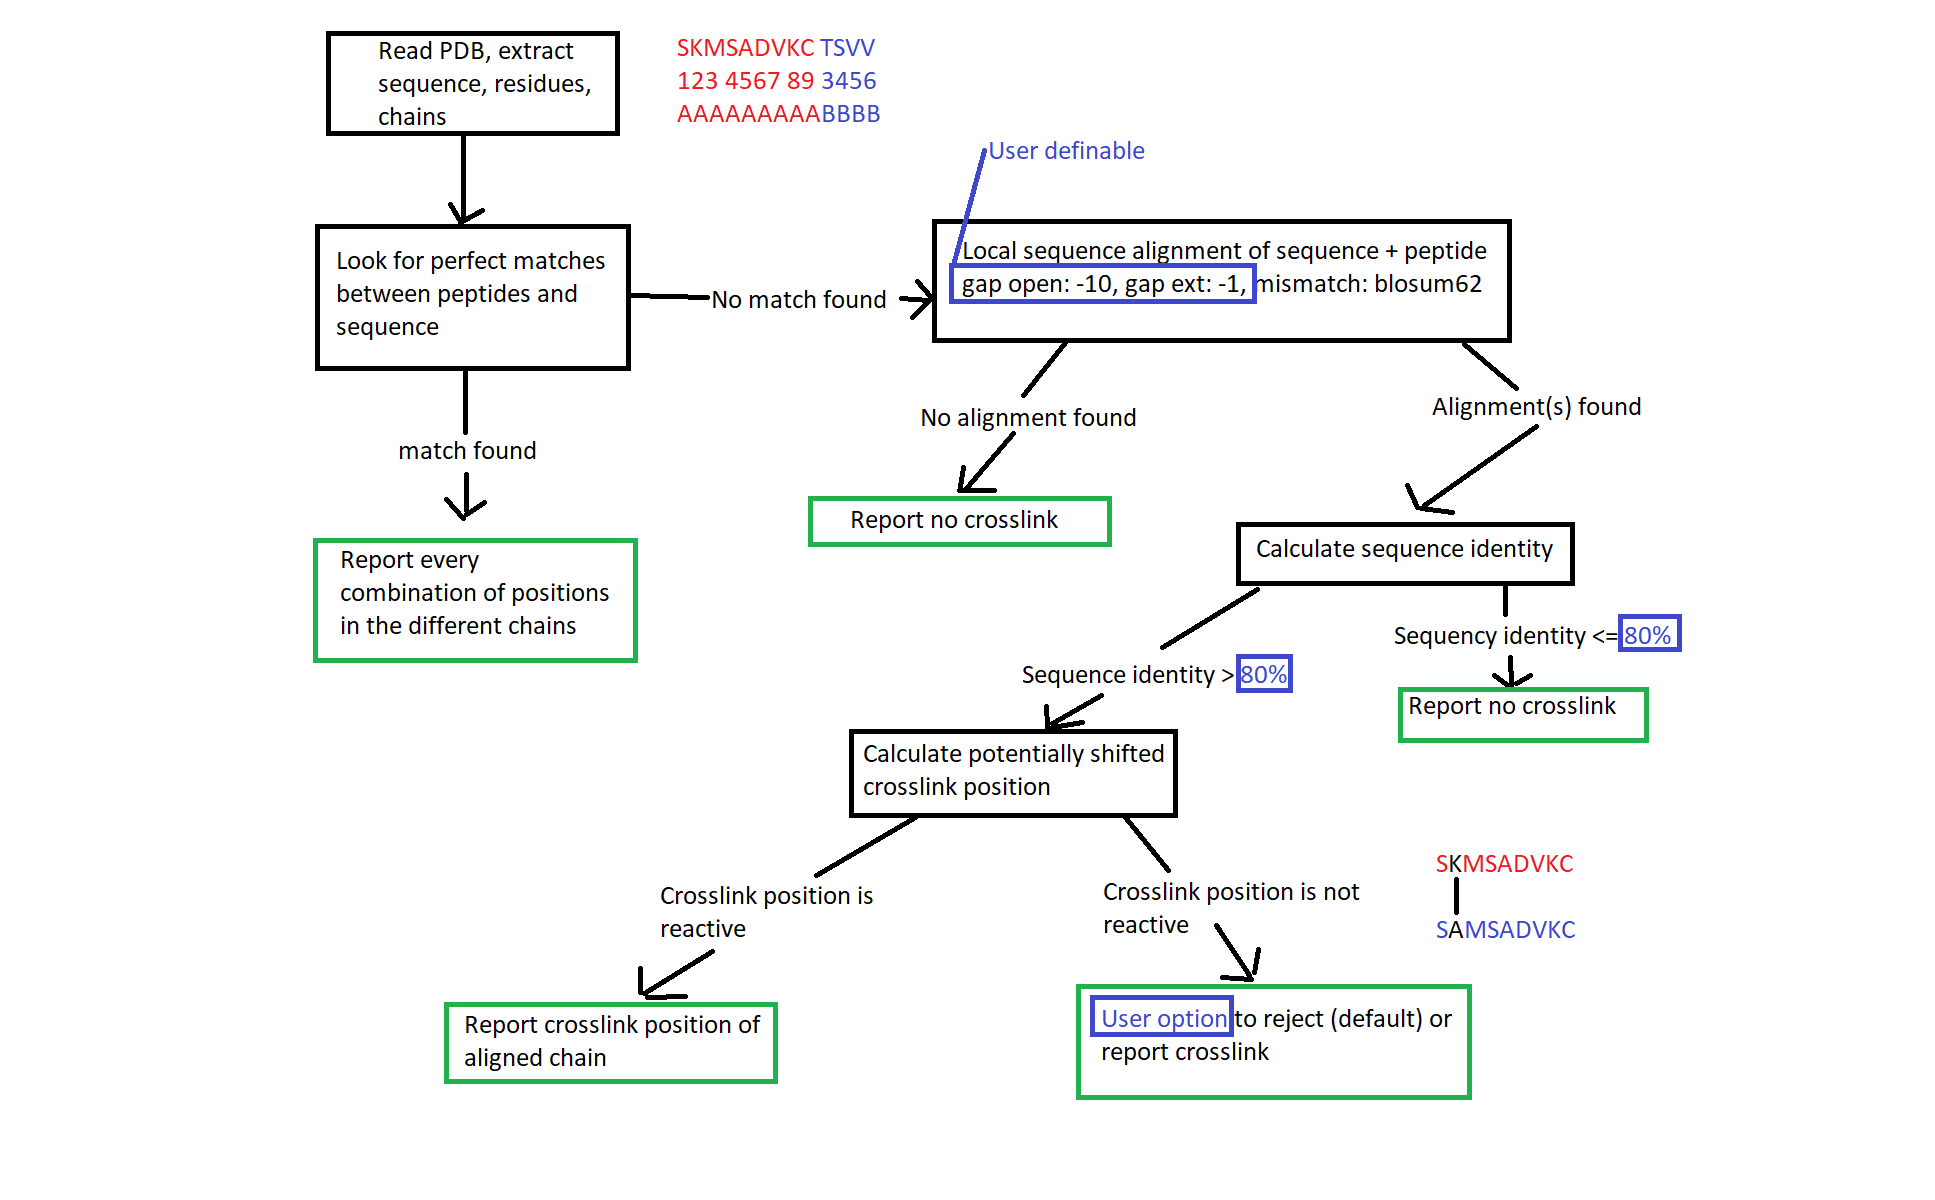 Read PDB, extract
sequence, residues,
chains
SKMSADVKC TSVV
123 4567 89 3456
AAAAAAAAABBBB
User definable
Look for perfect matches
between peptides and
sequence
No match found
Local sequence alignment of sequence + peptide
gap open: -10, gap ext: -1, mismatch: blosum62
match found
No alignment found
Alignment(s) found
Report every
combination of positions
in the different chains
Report no crosslink
Calculate sequence identity
Sequence identity > 80%
Sequency identity <= 80%
Report no crosslink
Calculate potentially shifted
crosslink position
Crosslink position is
reactive
Crosslink position is not
reactive
SKMSADVKC
SAMSADVKC
Report crosslink position of
aligned chain
User option to reject (default) or
report crosslink